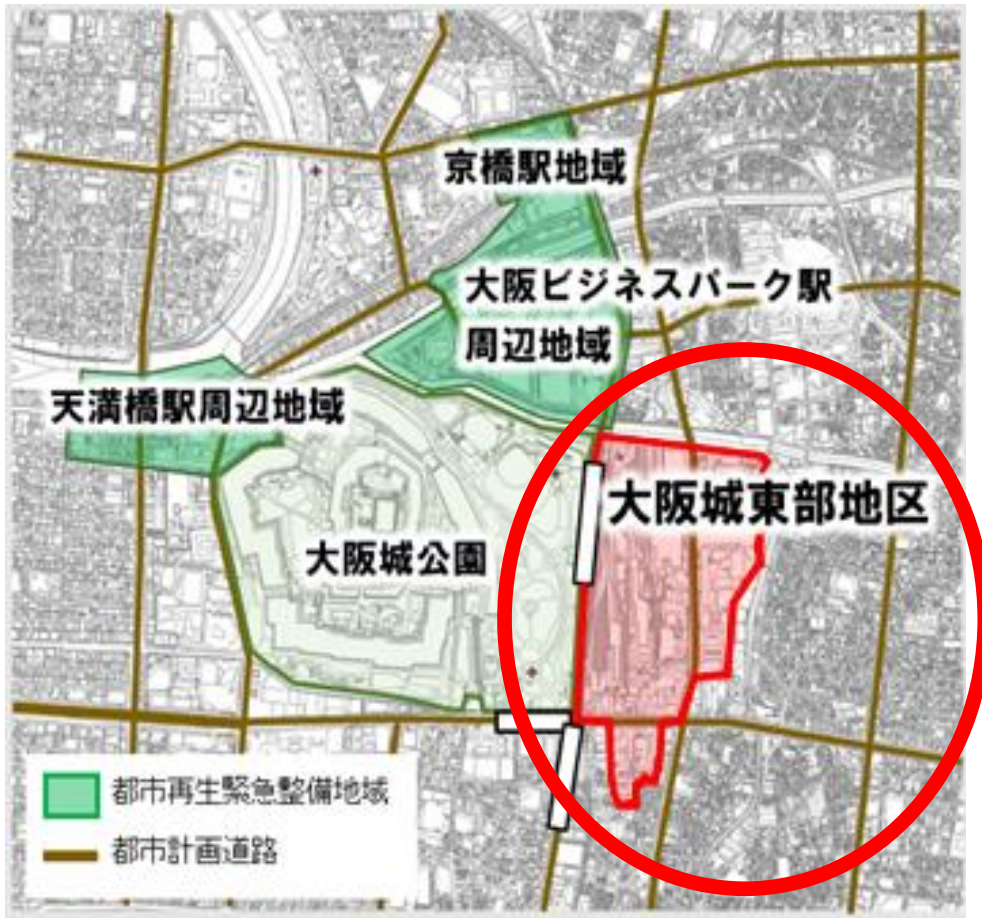 京橋駅地域
大阪ビジネスパーク駅
周辺地域
天満橋駅周辺地域
大阪城東部地区
大阪城公園
都市再生緊急整備地域
都市計画道路